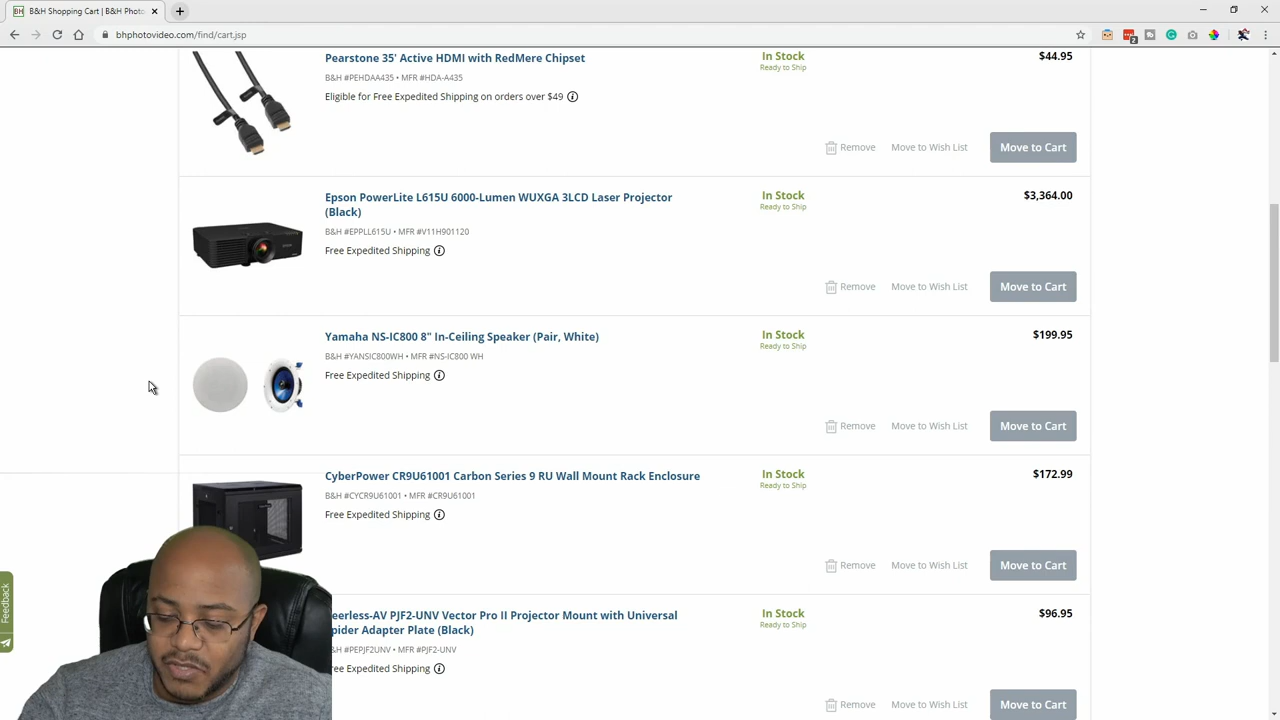 B&H Shopping Cart | B&H Photo
bhphotovideo.com/find/cart.jsp
2
Pearstone 35' Active HDMI with RedMere Chipset
In Stock
$44.95
Ready to Ship
B&H #PEHDAA435 • MFR #HDA-A435
Eligible for Free Expedited Shipping on orders over $49
Remove
Move to Wish List
Move to Cart
Epson PowerLite L615U 6000-Lumen WUXGA 3LCD Laser Projector
(Black)
In Stock
$3,364.00
Ready to Ship
B&H #EPPLL615U • MFR #V11H901120
Free Expedited Shipping
Remove
Move to Wish List
Move to Cart
Yamaha NS-IC800 8" In-Ceiling Speaker (Pair, White)
In Stock
$199.95
Ready to Ship
B&H #YANSIC800WH • MFR #NS-IC800 WH
Free Expedited Shipping
Remove
Move to Wish List
Move to Cart
CyberPower CR9U61001 Carbon Series 9 RU Wall Mount Rack Enclosure
In Stock
$172.99
Ready to Ship
B&H #CYCR9U61001 • MFR #CR9U61001
Free Expedited Shipping
Remove
Move to Wish List
Move to Cart
eerless-AV PJF2-UNV Vector Pro II Projector Mount with Universal
pider Adapter Plate (Black)
In Stock
$96.95
Ready to Ship
&H #PEPJF2UNV • MFR #PJF2-UNV
ree Expedited Shipping
Remove
Move to Wish List
Move to Cart
Feedback